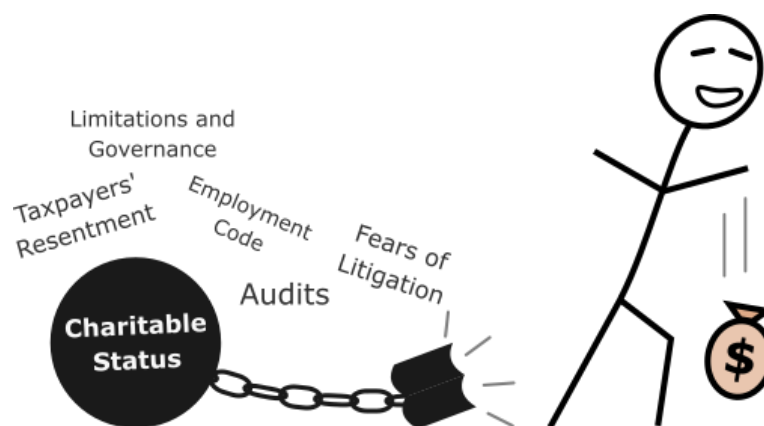 Limitations and
Governance
Taxpayers'
Resentment
Employment
Code
Fears of
Litigation
Audits
Charitable
Status
$